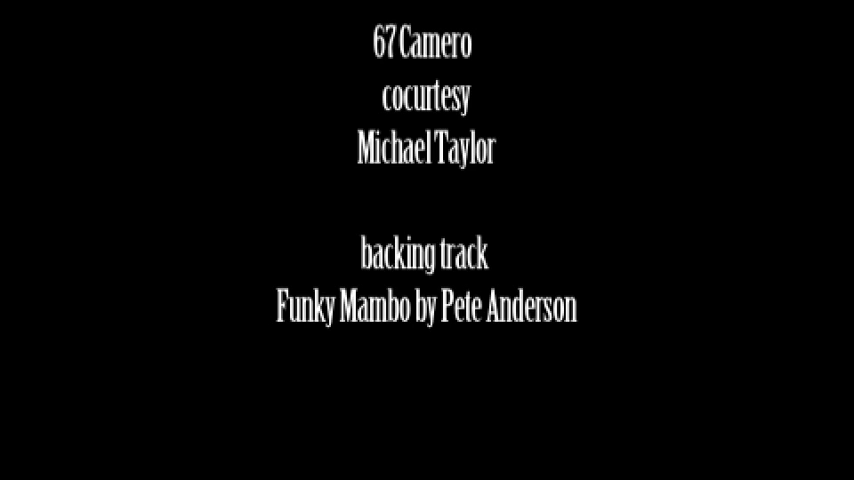 67 Camero
cocurtesy
Michael Taylor
backing track
Funky Mambo by Pete Anderson